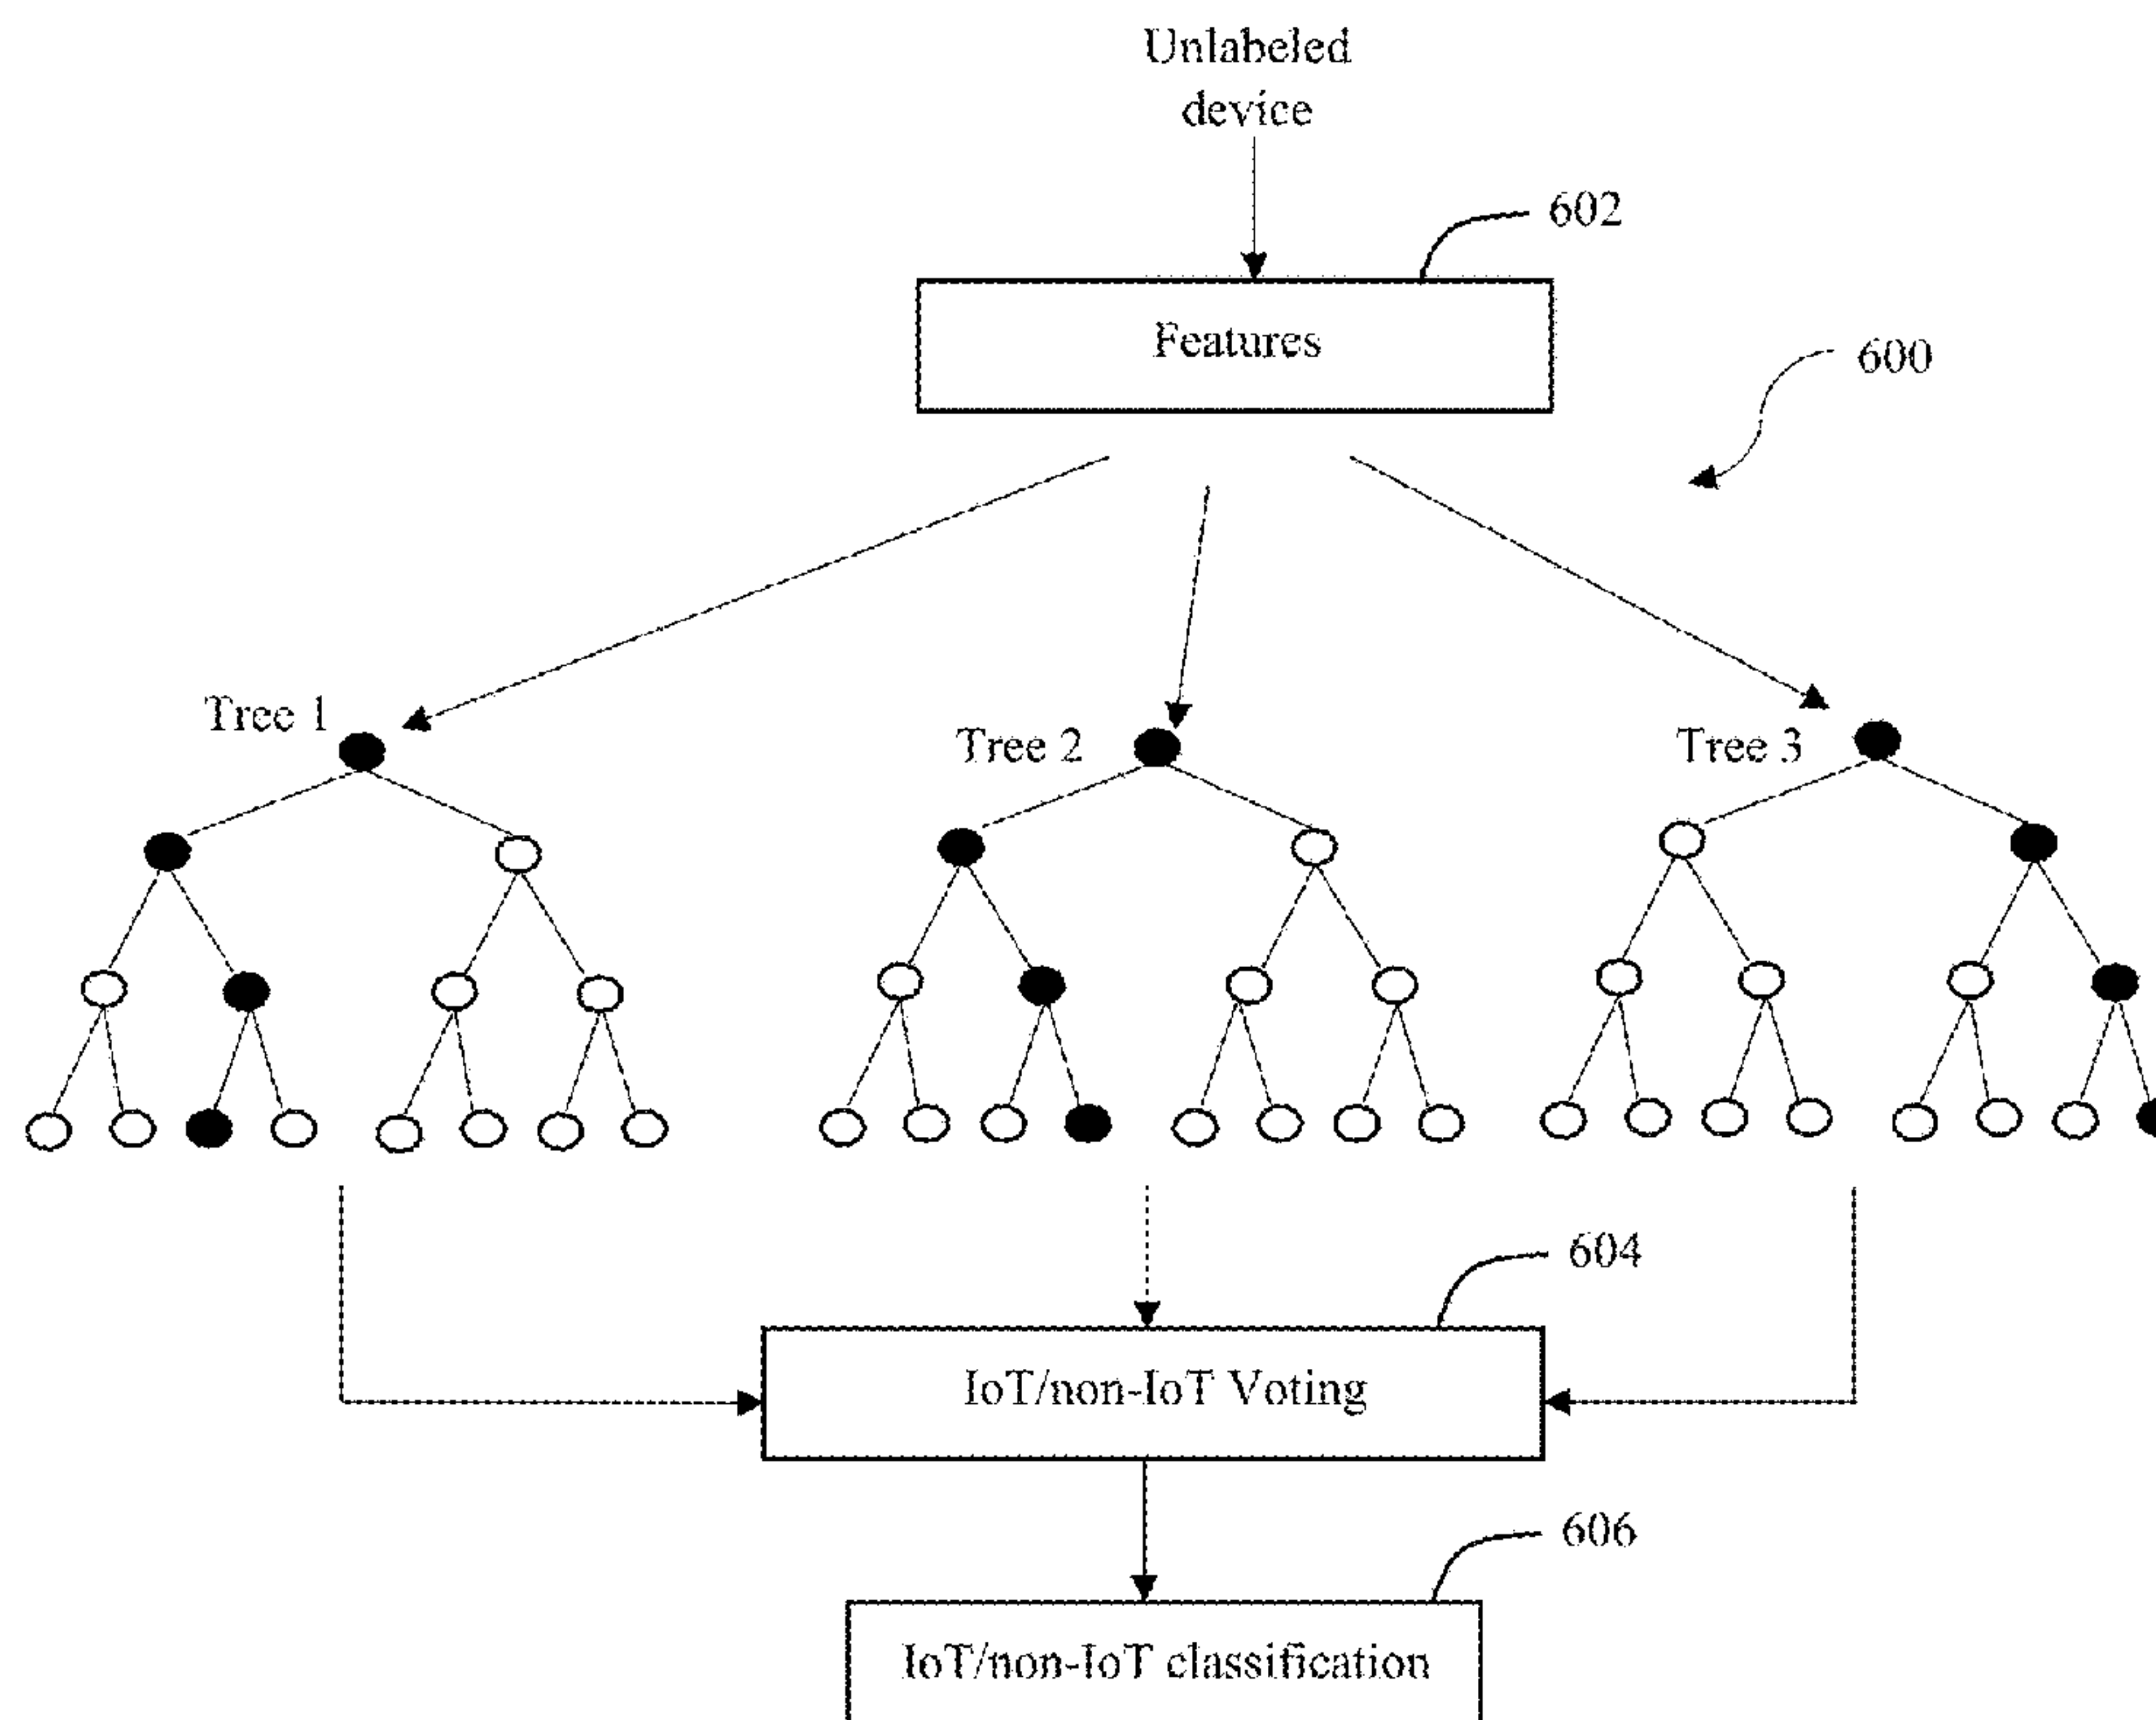 Unlabeled
device
602
Features
600
Tree 1
Tree 2
Tree 3
604
IoT/non-IoT Voting
606
IoT/non-IoT classification